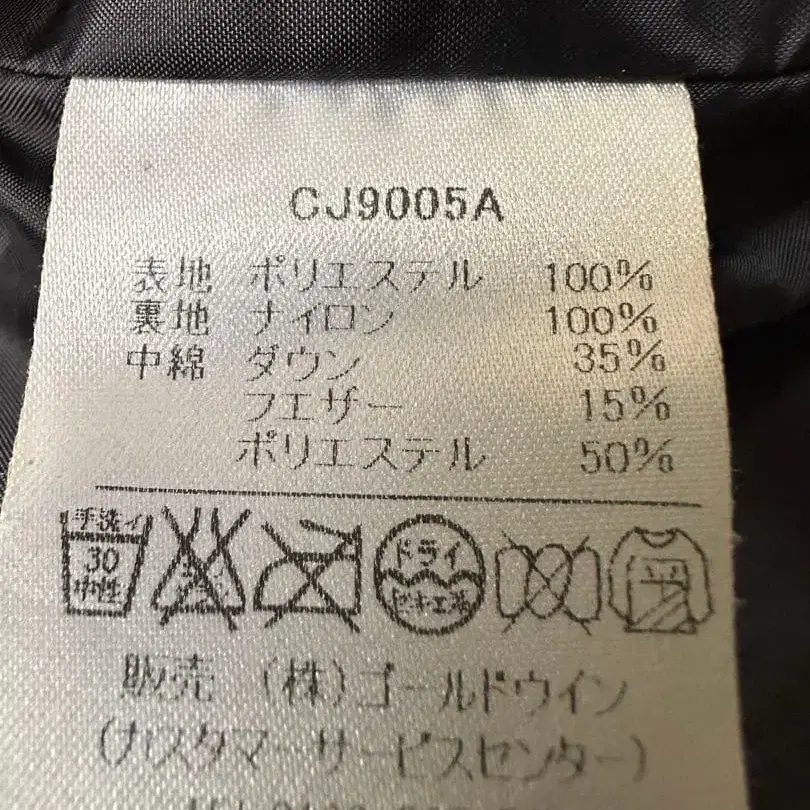 CJ9005A
表地 ポリエステル 100%
裏地 ナイロン 100%
中綿 ダウン 35%
フエザー 15%
ポリエステル 50%
手洗イ
30
中性
ドライ
セキユ系
平
販売 (株)ゴールドウイン
(カスタマーサービスセンター)